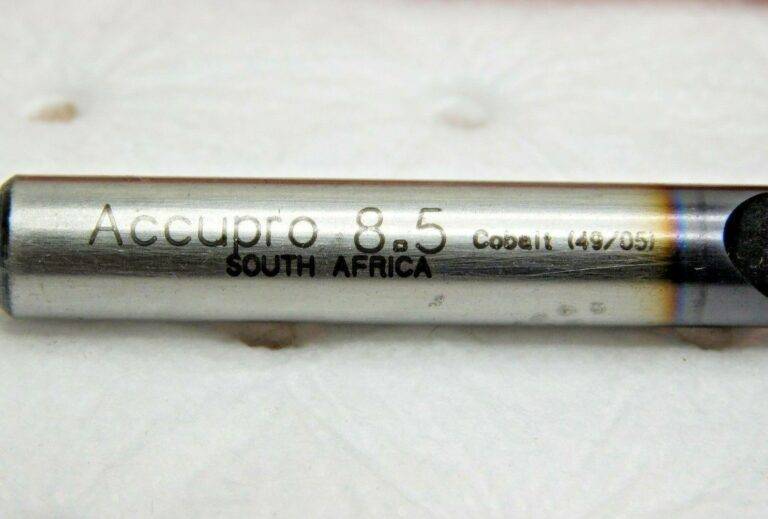 Accupro 8.5 Cobalt (49/05)
SOUTH AFRICA